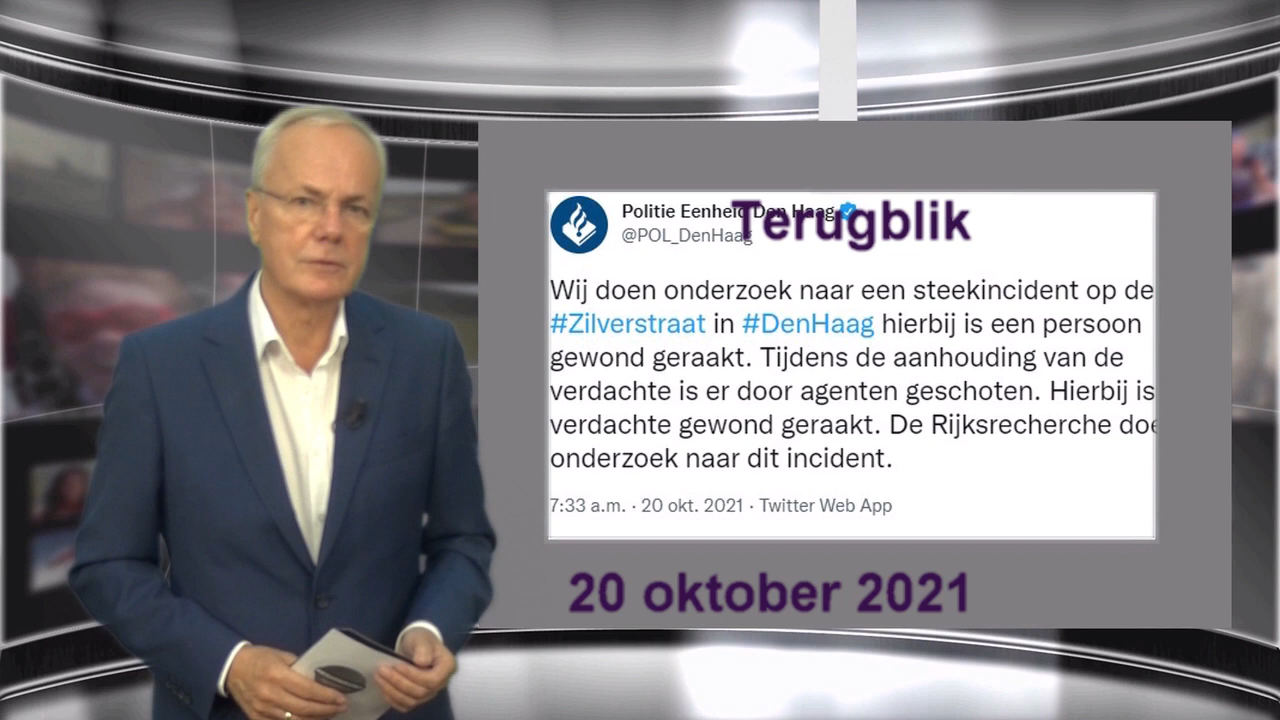 Politie Eenheid Den Haag
Terugblik
@POL_DenHaag
Wij doen onderzoek naar een steekincident op de
#Zilverstraat in #DenHaag hierbij is een persoon
gewond geraakt. Tijdens de aanhouding van de
verdachte is er door agenten geschoten. Hierbij is
verdachte gewond geraakt. De Rijksrecherche doe
onderzoek naar dit incident.
7:33 a.m. · 20 okt. 2021 · Twitter Web App
20 oktober 2021